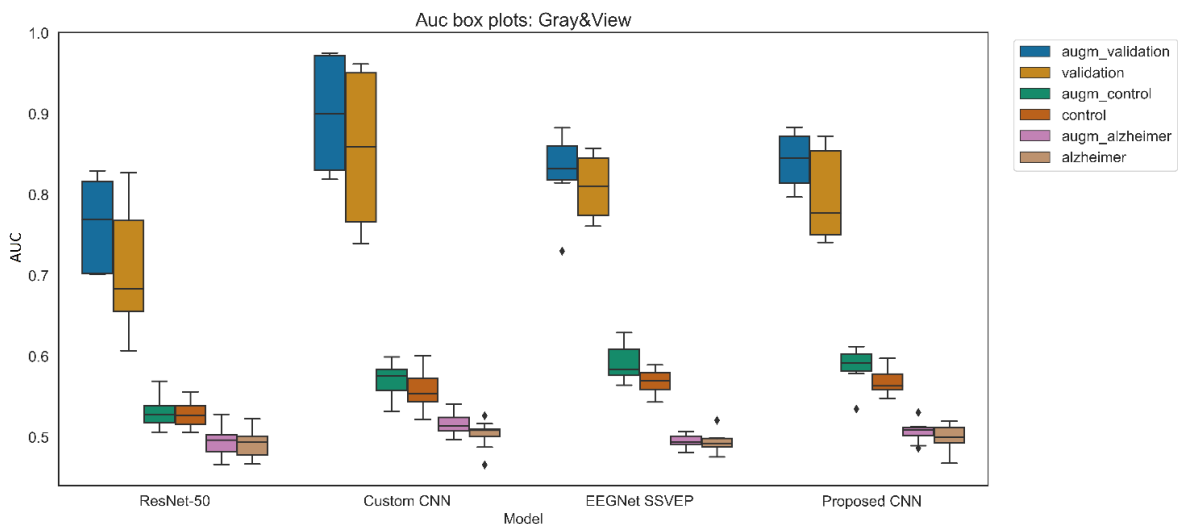 Auc box plots: Gray&View
1.0
0.9
0.8
0.7
0.6
0.5
AUC
ResNet-50
Custom CNN
EEGNet SSVEP
Proposed CNN
Model
augm_validation
validation
augm_control
control
augm_alzheimer
alzheimer